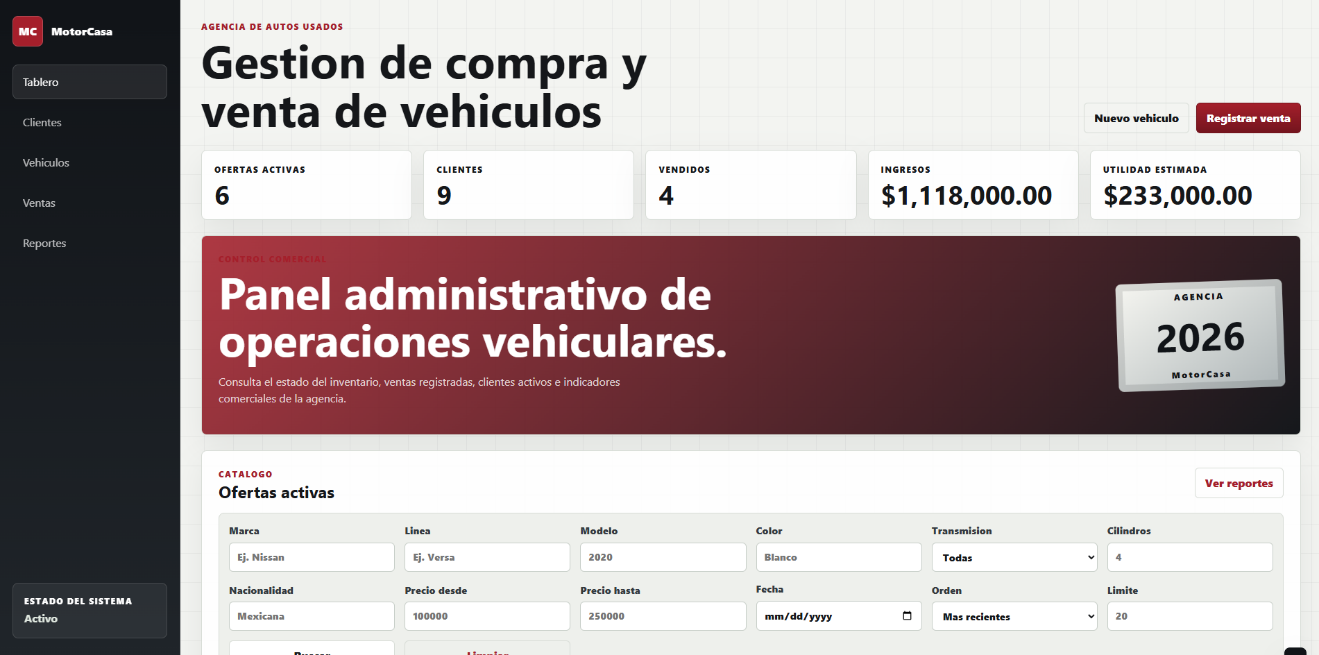 MC MotorCasa
Tablero
Clientes
Vehiculos
Ventas
Reportes
ESTADO DEL SISTEMA
Activo
AGENCIA DE AUTOS USADOS
Gestion de compra y
venta de vehiculos
Nuevo vehiculo
Registrar venta
OFERTAS ACTIVAS
6
CLIENTES
9
VENDIDOS
4
INGRESOS
$1,118,000.00
UTILIDAD ESTIMADA
$233,000.00
CONTROL COMERCIAL
Panel administrativo de
operaciones vehiculares.
Consulta el estado del inventario, ventas registradas, clientes activos e indicadores
comerciales de la agencia.
AGENCIA
2026
MotorCasa
CATALOGO
Ofertas activas
Ver reportes
Marca
Ej. Nissan
Linea
Ej. Versa
Modelo
2020
Color
Blanco
Transmision
Todas
Cilindros
4
Nacionalidad
Mexicana
Precio desde
100000
Precio hasta
250000
Fecha
mm/dd/yyyy
Orden
Mas recientes
Limite
20